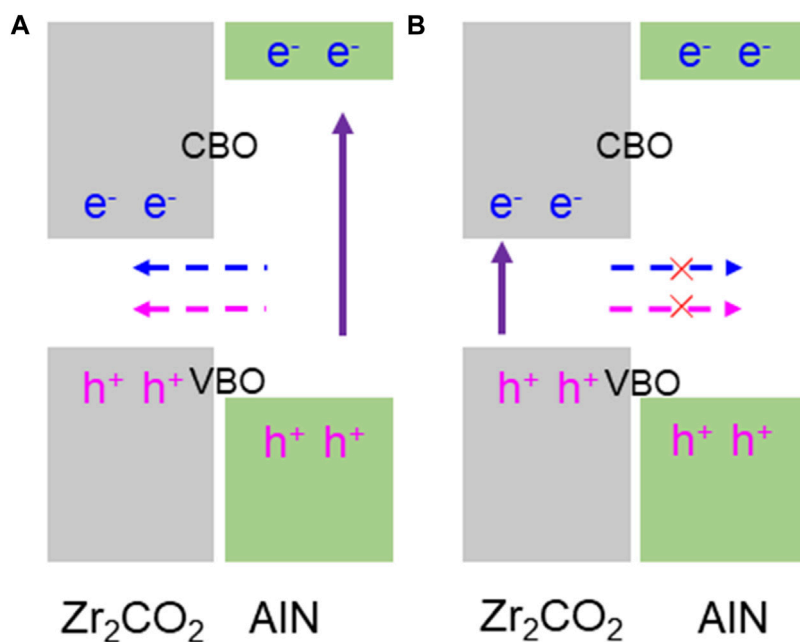 A
B
e⁻ e⁻
e⁻ e⁻
CBO
CBO
e⁻ e⁻
e⁻ e⁻
h⁺ h⁺ VBO
h⁺ h⁺ VBO
h⁺ h⁺
h⁺ h⁺
Zr₂CO₂ AlN
Zr₂CO₂ AlN